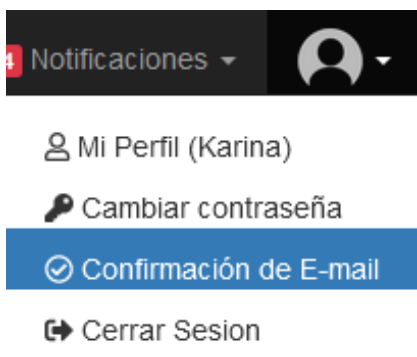 4 Notificaciones
Mi Perfil (Karina)
Cambiar contraseña
Confirmación de E-mail
Cerrar Sesion